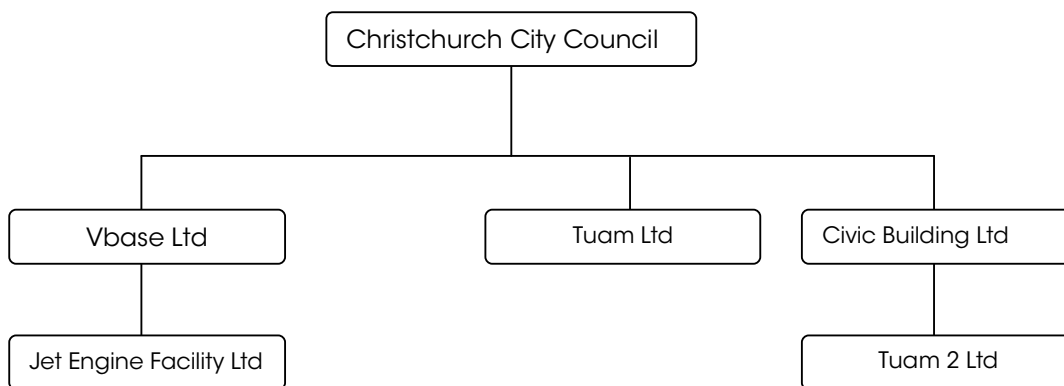 Christchurch City Council
Vbase Ltd
Tuam Ltd
Civic Building Ltd
Jet Engine Facility Ltd
Tuam 2 Ltd